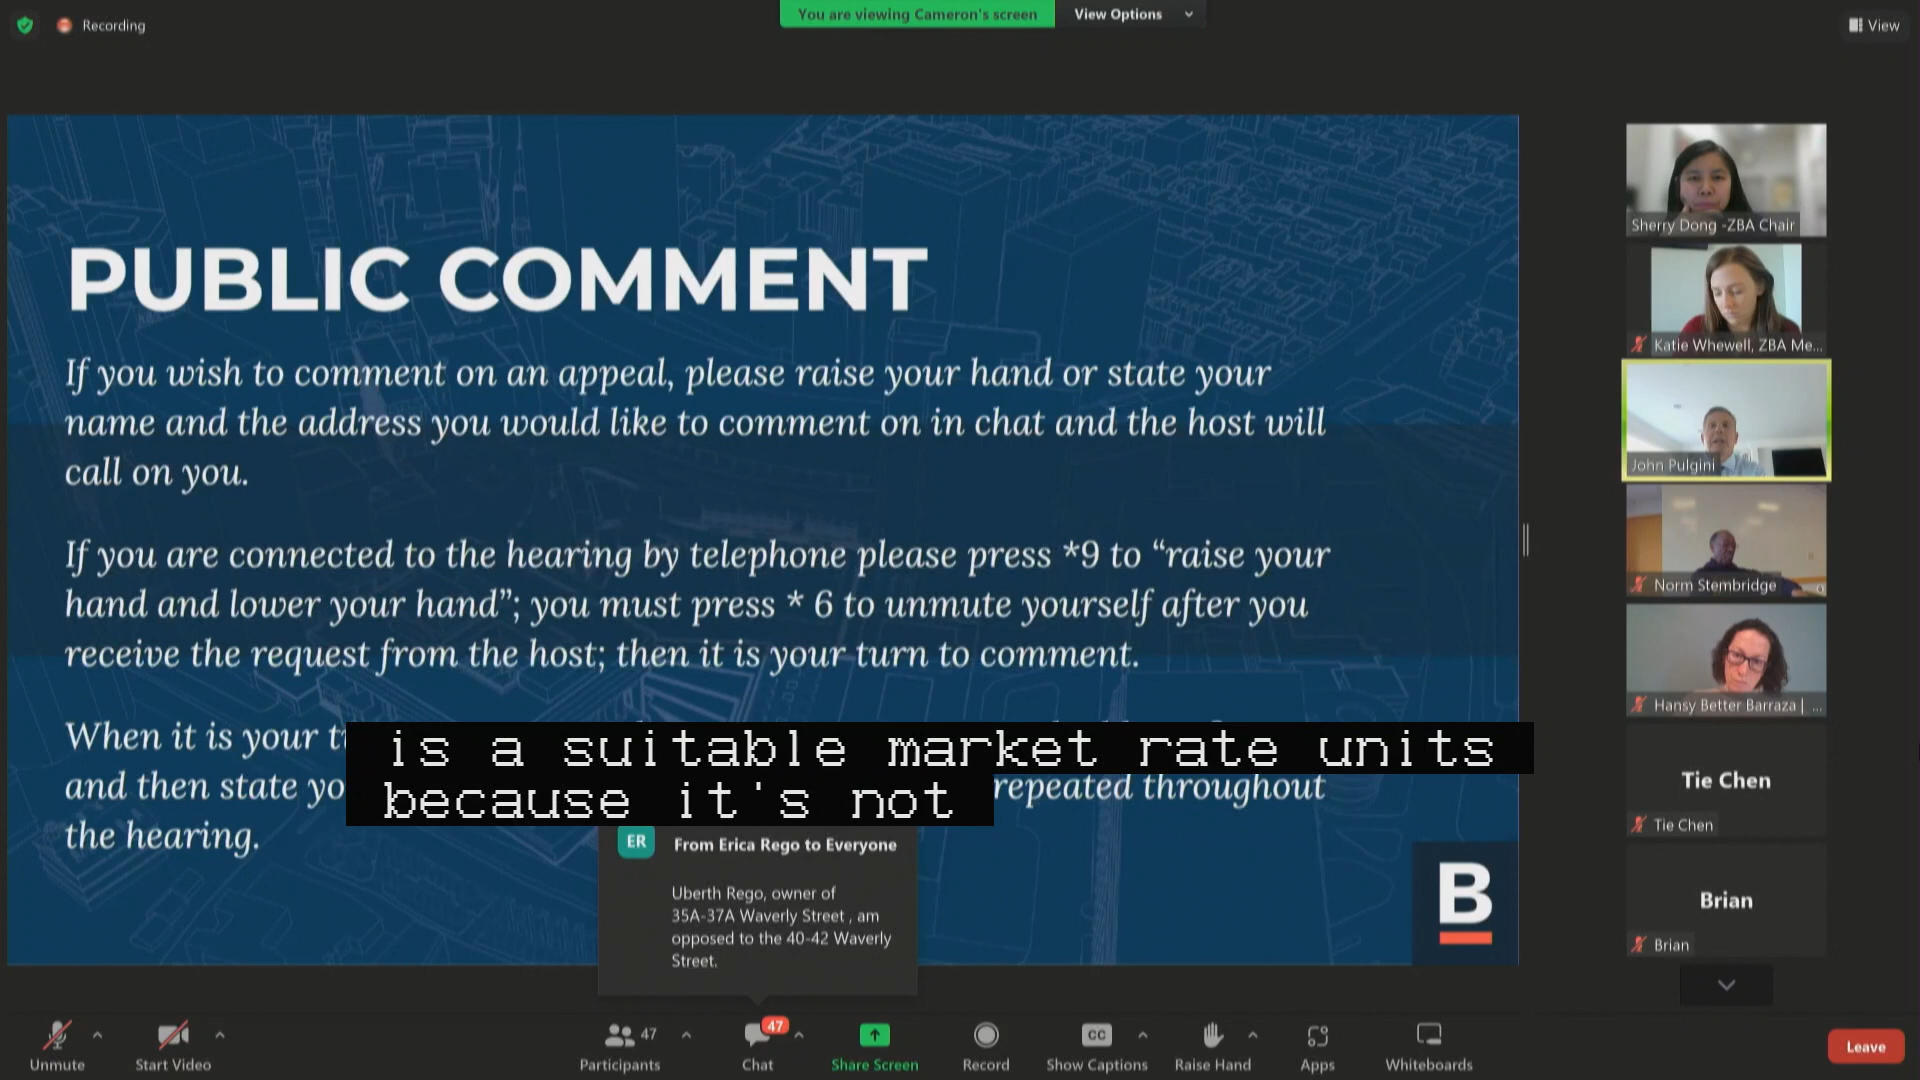 Recording
You are viewing Cameron's screen
View Options
View
PUBLIC COMMENT
If you wish to comment on an appeal, please raise your hand or state your
name and the address you would like to comment on in chat and the host will
call on you.
If you are connected to the hearing by telephone please press *9 to “raise your
hand and lower your hand”; you must press * 6 to unmute yourself after you
receive the request from the host; then it is your turn to comment.
When it is your
and then state repeated throughout
the hearing.
is a suitable market rate units
because it's not
ER
From Erica Rego to Everyone
Uberth Rego, owner of
35A-37A Waverly Street , am
opposed to the 40-42 Waverly
Street.
B
Sherry Dong -ZBA Chair
Katie Whewell, ZBA Me...
John Pulgini
Norm Stembridge
Hansy Better Barraza | ...
Tie Chen
Tie Chen
Brian
Brian
Unmute
Start Video
47
Participants
47
Chat
Share Screen
Record
CC
Show Captions
Raise Hand
Apps
Whiteboards
Leave